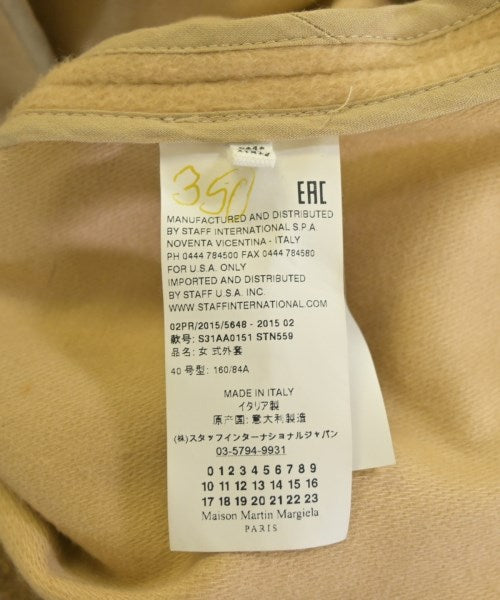 350
EAC
MANUFACTURED AND DISTRIBUTED
BY STAFF INTERNATIONAL S.P.A
NOVENTA VICENTINA - ITALY
PH 0444 784500 FAX 0444 784580
FOR U.S.A. ONLY
IMPORTED AND DISTRIBUTED
BY STAFF U.S.A. INC.
WWW.STAFFINTERNATIONAL.COM
02PR/2015/5648 - 2015 02
款号: S31AA0151 STN559
品名: 女 式外套
40 号型: 160/84A
MADE IN ITALY
イタリア製
原产国: 意大利製造
(株)スタッフインターナショナルジャパン
03-5794-9931
0 1 2 3 4 5 6 7 8 9
10 11 12 13 14 15 16
17 18 19 20 21 22 23
Maison Martin Margiela
PARIS